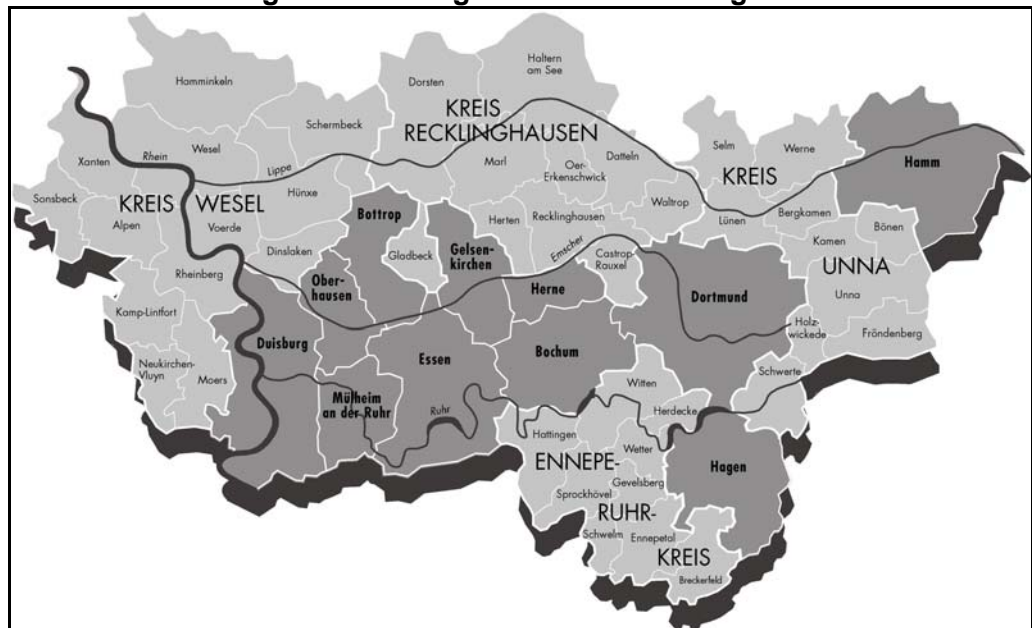 Haltern
am See
Dorsten
Hamminkeln
KREIS
RECKLINGHAUSEN
Schermbeck
Selm
Werne
Hamm
Xanten
Rhein
Wesel
Lippe
Marl
Oer-
Erkenschwick
Datteln
KREIS
Sonsbeck
KREIS
WESEL
Hünxe
Waltrop
Alpen
Voerde
Bottrop
Herten
Recklinghausen
Lünen
Bergkamen
Bönen
Dinslaken
Gladbeck
Gelsen-
kirchen
Emscher
Castrop
Rauxel
Kamen
UNNA
Rheinberg
Ober-
hausen
Herne
Dortmund
Unna
Kamp-Lintfort
Holz-
wickede
Fröndenberg
Duisburg
Essen
Bochum
Neukirchen-
Vluyn
Moers
Schwerte
Witten
Mülheim
an der Ruhr
Ruhr
Herdecke
Hattingen
Wetter
ENNEPE-
Hagen
Gevelsberg
Sprockhövel
RUHR-
Schwelm
Ennepetal
KREIS
Breckerfeld